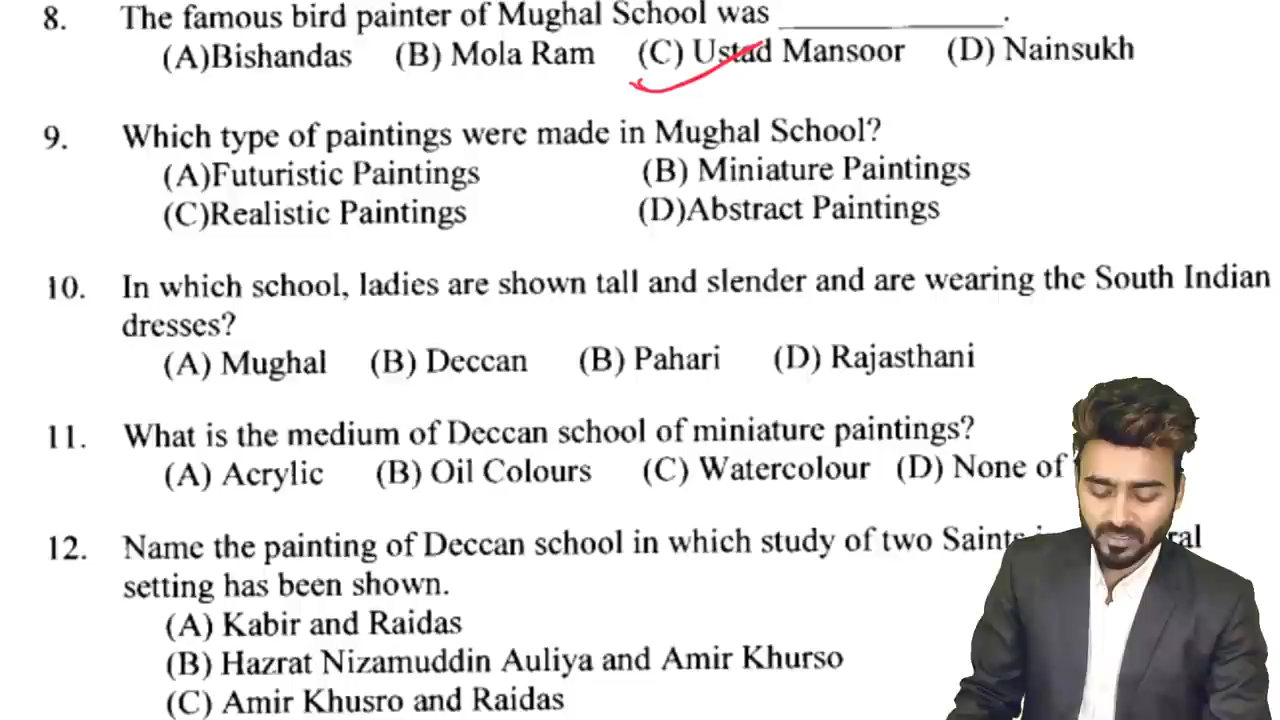 8. The famous bird painter of Mughal School was ____________________.
(A)Bishandas (B) Mola Ram (C) Ustad Mansoor (D) Nainsukh
9. Which type of paintings were made in Mughal School?
(A)Futuristic Paintings (B) Miniature Paintings
(C)Realistic Paintings (D)Abstract Paintings
10. In which school, ladies are shown tall and slender and are wearing the South Indian
dresses?
(A) Mughal (B) Deccan (B) Pahari (D) Rajasthani
11. What is the medium of Deccan school of miniature paintings?
(A) Acrylic (B) Oil Colours (C) Watercolour (D) None of
12. Name the painting of Deccan school in which study of two Saints
setting has been shown.
(A) Kabir and Raidas
(B) Hazrat Nizamuddin Auliya and Amir Khurso
(C) Amir Khusro and Raidas